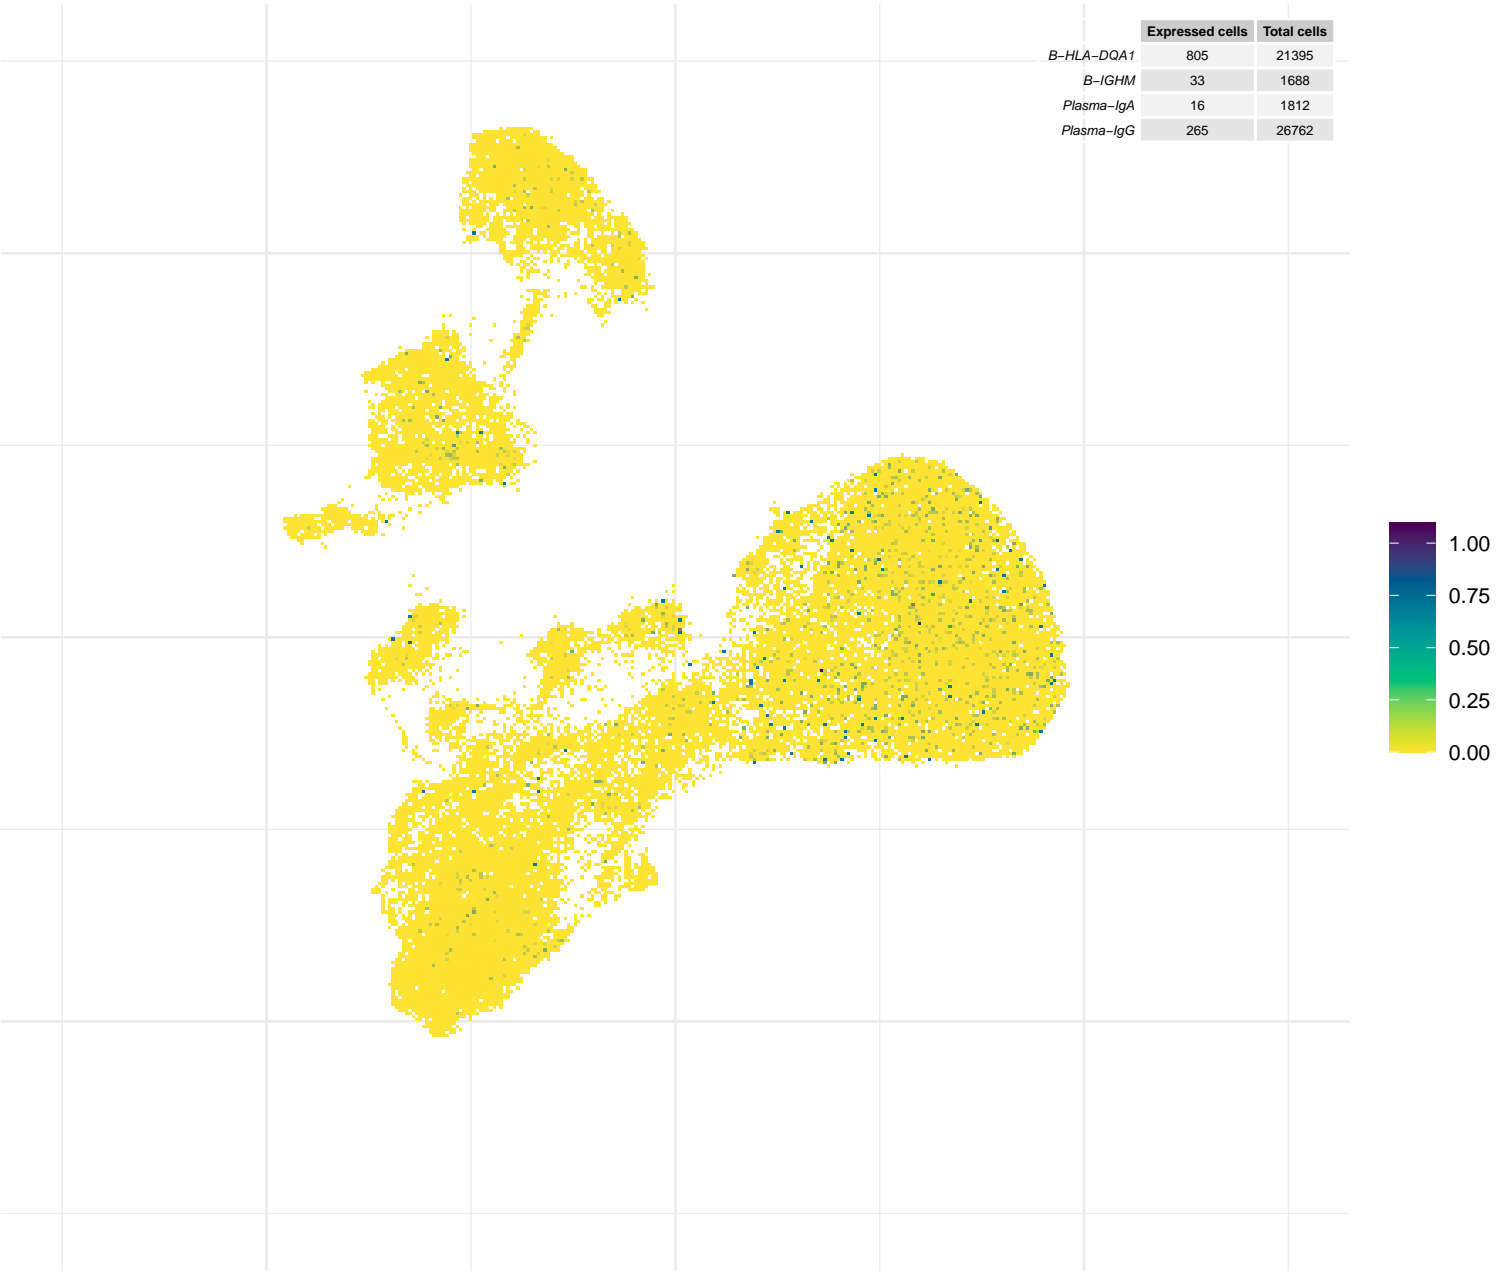 Expressed cells Total cells
B−HLA−DQA1 805 21395
B−IGHM 33 1688
Plasma−IgA 16 1812
Plasma−IgG 265 26762
1.00
0.75
0.50
0.25
0.00